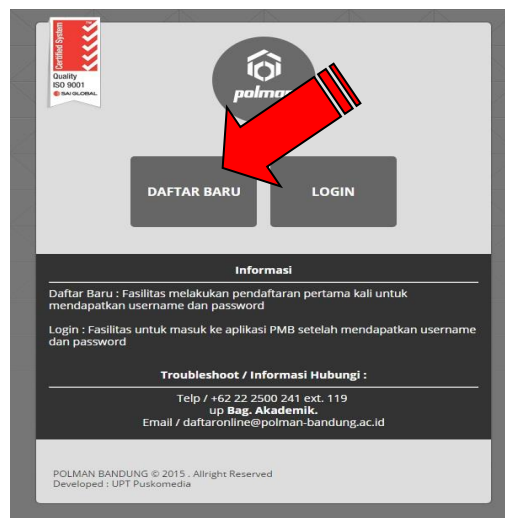 Certified System
Quality
ISO 9001
SAI GLOBAL
DAFTAR BARU
LOGIN
Informasi
Daftar Baru : Fasilitas melakukan pendaftaran pertama kali untuk
mendapatkan username dan password
Login : Fasilitas untuk masuk ke aplikasi PMB setelah mendapatkan username
dan password
Troubleshoot / Informasi Hubungi :
Telp / +62 22 2500 241 ext. 119
up Bag. Akademik.
Email / daftaronline@polman-bandung.ac.id
POLMAN BANDUNG © 2015 . Allright Reserved
Developed : UPT Puskomedia